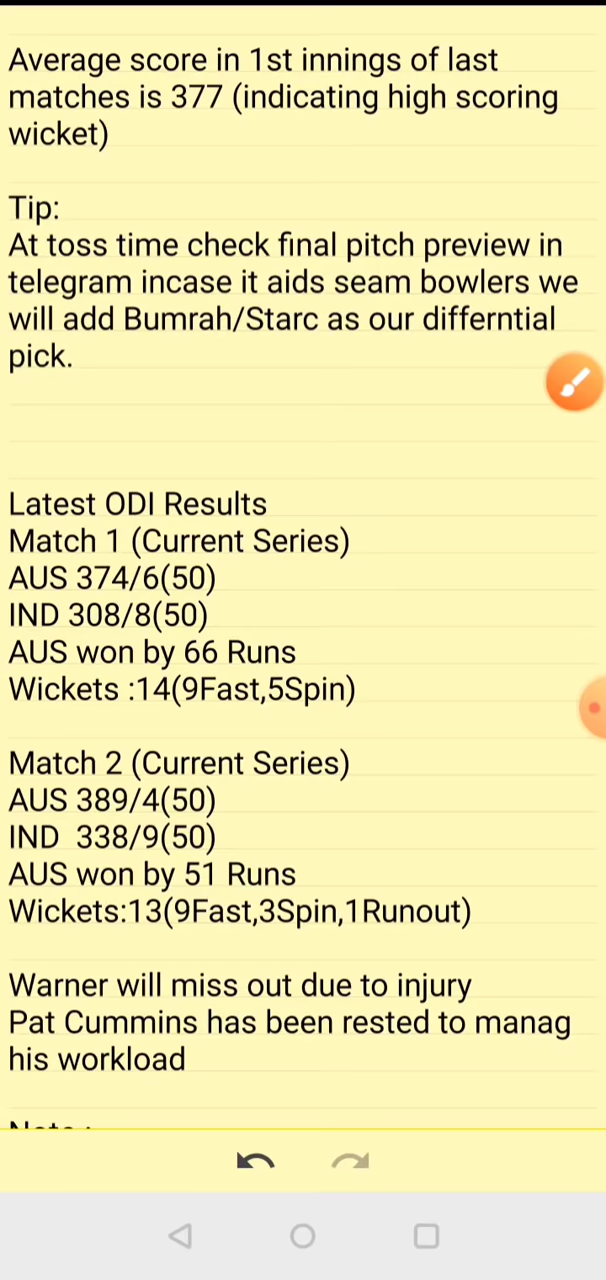 Average score in 1st innings of last
matches is 377 (indicating high scoring
wicket)
Tip:
At toss time check final pitch preview in
telegram incase it aids seam bowlers we
will add Bumrah/Starc as our differntial
pick.
Latest ODI Results
Match 1 (Current Series)
AUS 374/6(50)
IND 308/8(50)
AUS won by 66 Runs
Wickets :14(9Fast,5Spin)
Match 2 (Current Series)
AUS 389/4(50)
IND  338/9(50)
AUS won by 51 Runs
Wickets:13(9Fast,3Spin,1Runout)
Warner will miss out due to injury
Pat Cummins has been rested to manag
his workload